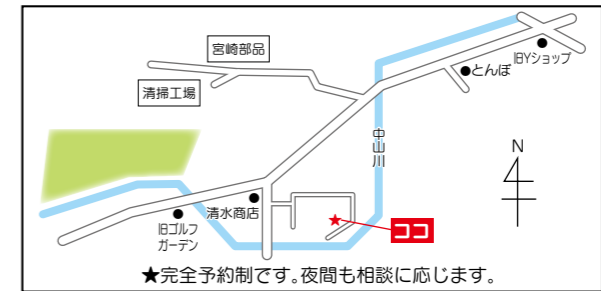 宮崎部品
清掃工場
旧Yショップ
とんぼ
中山川
N
清水商店
旧ゴルフ
ガーデン
ココ
★完全予約制です。夜間も相談に応じます。